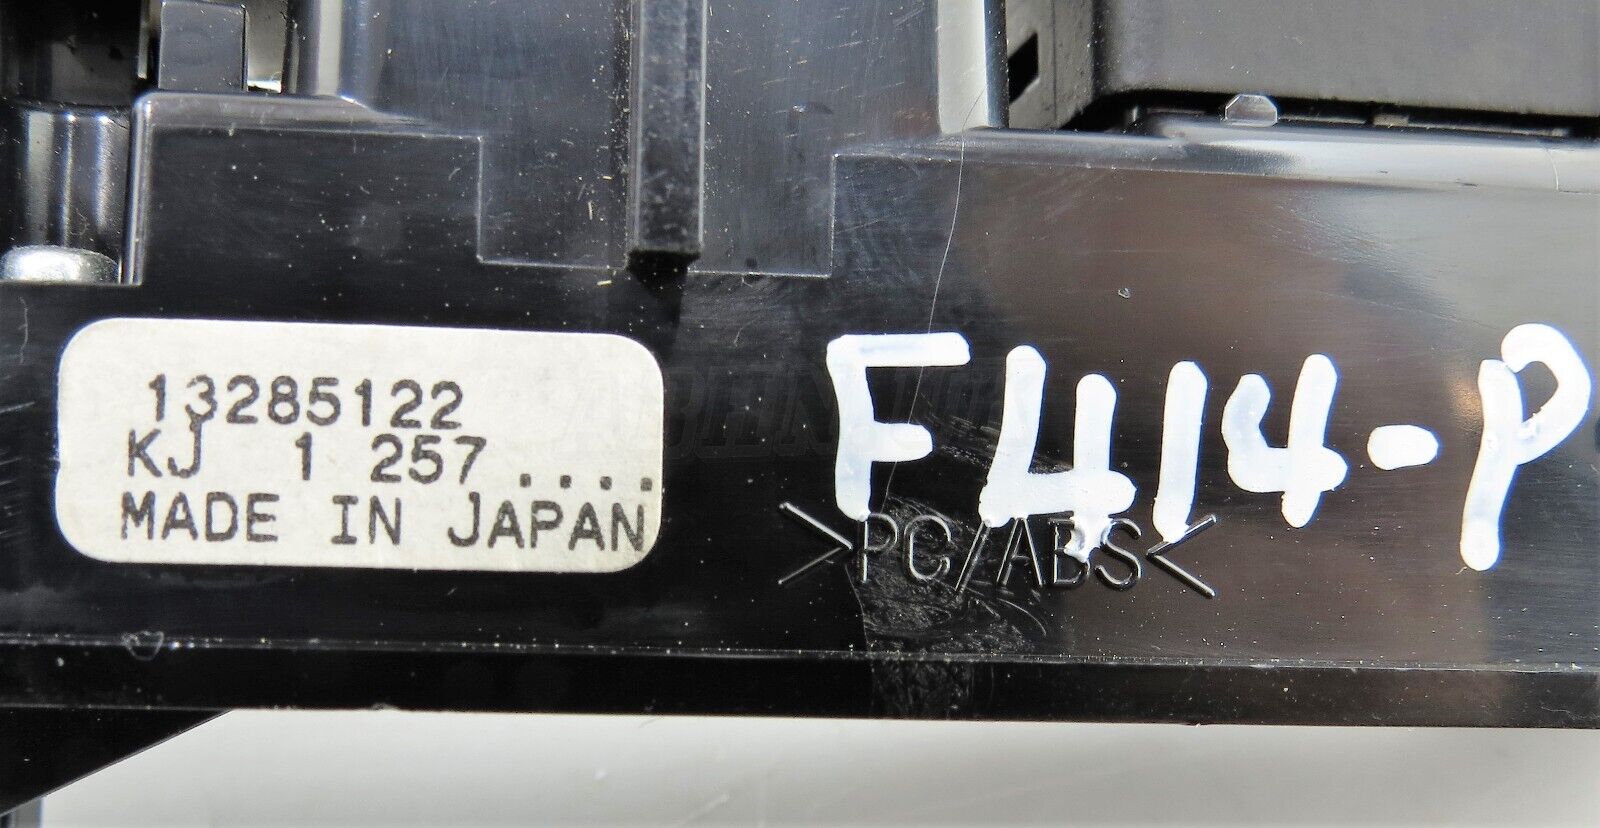 13285122
KJ 1 257 ....
MADE IN JAPAN
F414-P
>PC/ABS<